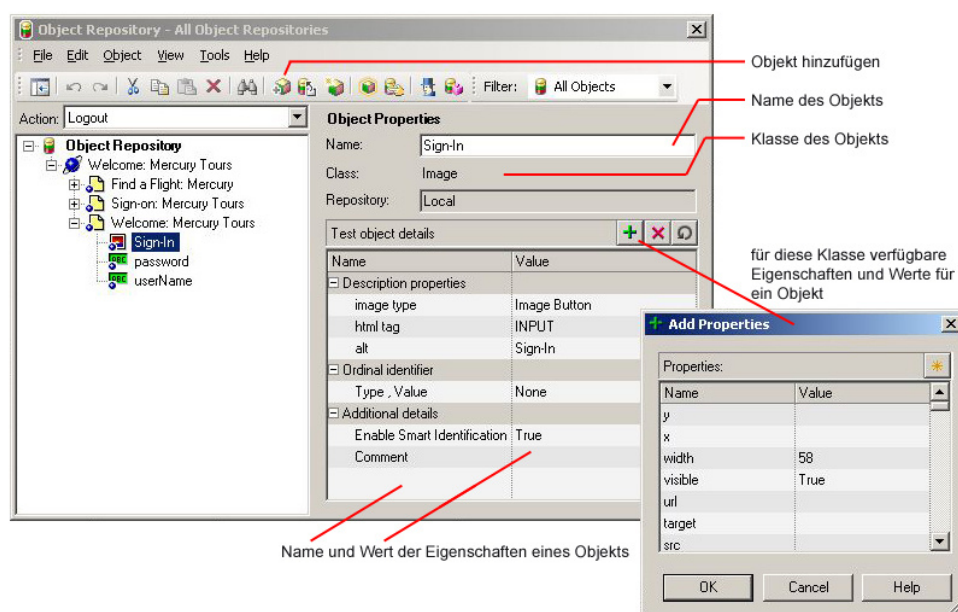 Object Repository - All Object Repositories
File Edit Object View Tools Help
Filter: All Objects
Action: Logout
Object Repository
Welcome: Mercury Tours
Find a Flight: Mercury
Sign-on: Mercury Tours
Welcome: Mercury Tours
Sign-In
password
userName
Object Properties
Name: Sign-In
Class: Image
Repository: Local
Test object details
Name Value
Description properties
image type Image Button
html tag INPUT
alt Sign-In
Ordinal identifier
Type , Value None
Additional details
Enable Smart Identification True
Comment
Objekt hinzufügen
Name des Objekts
Klasse des Objekts
für diese Klasse verfügbare
Eigenschaften und Werte für
ein Objekt
Add Properties
Properties:
Name Value
y
x
width 58
visible True
url
target
src
OK Cancel Help
Name und Wert der Eigenschaften eines Objekts